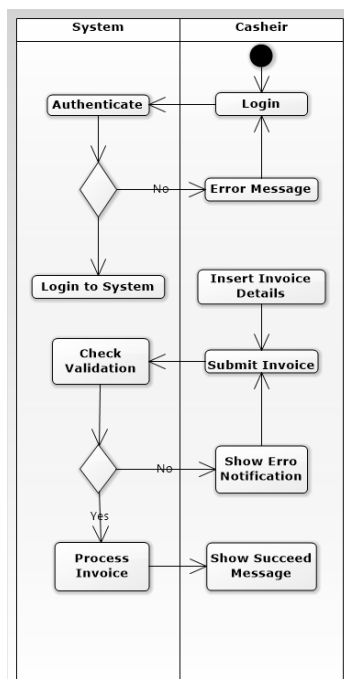 System
Casheir
Authenticate
Login
No
Error Message
Login to System
Insert Invoice
Details
Check
Validation
Submit Invoice
No
Show Erro
Notification
Yes
Process
Invoice
Show Succeed
Message